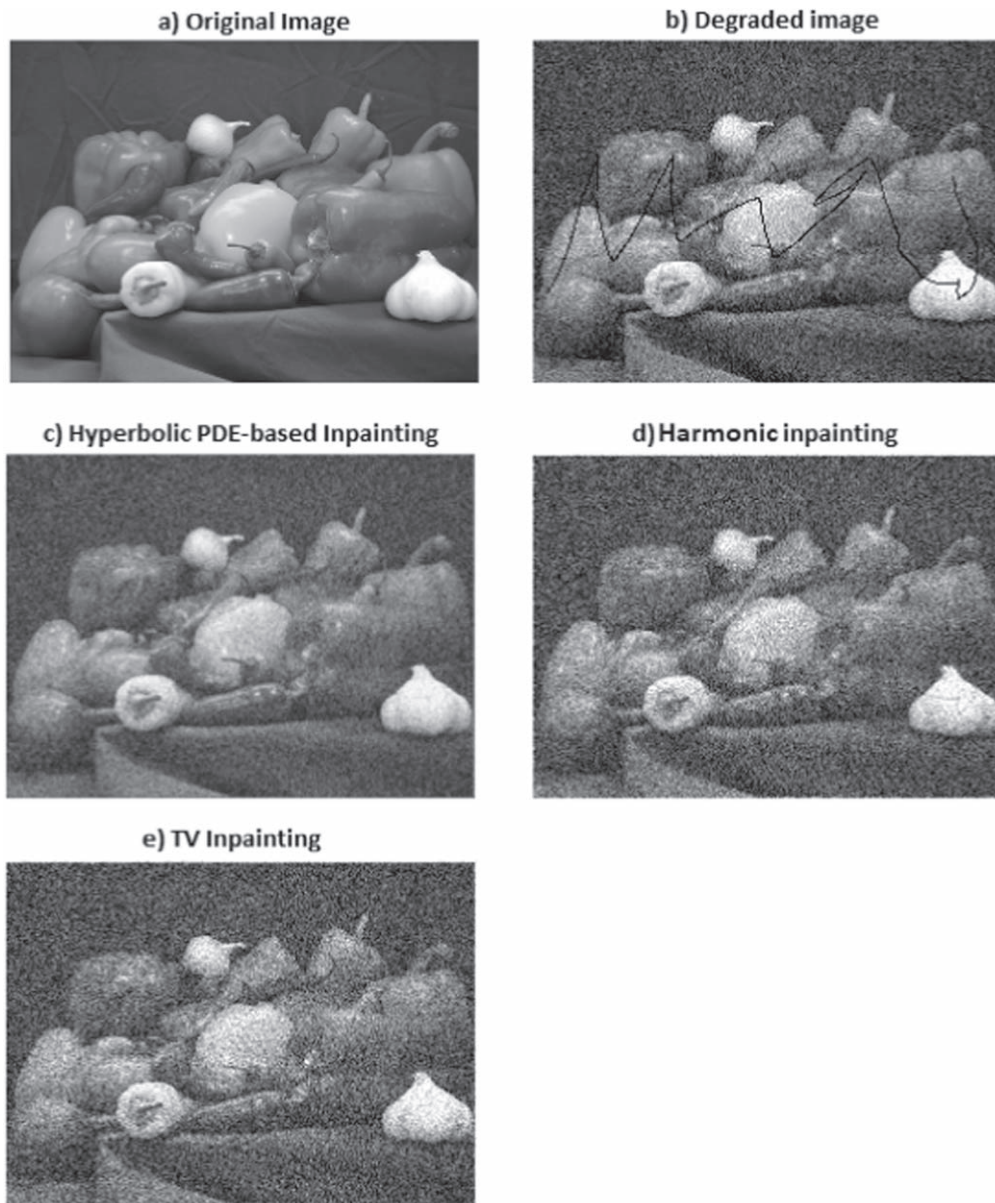 a) Original Image
b) Degraded image
c) Hyperbolic PDE-based Inpainting
d)Harmonic inpainting
e) TV Inpainting